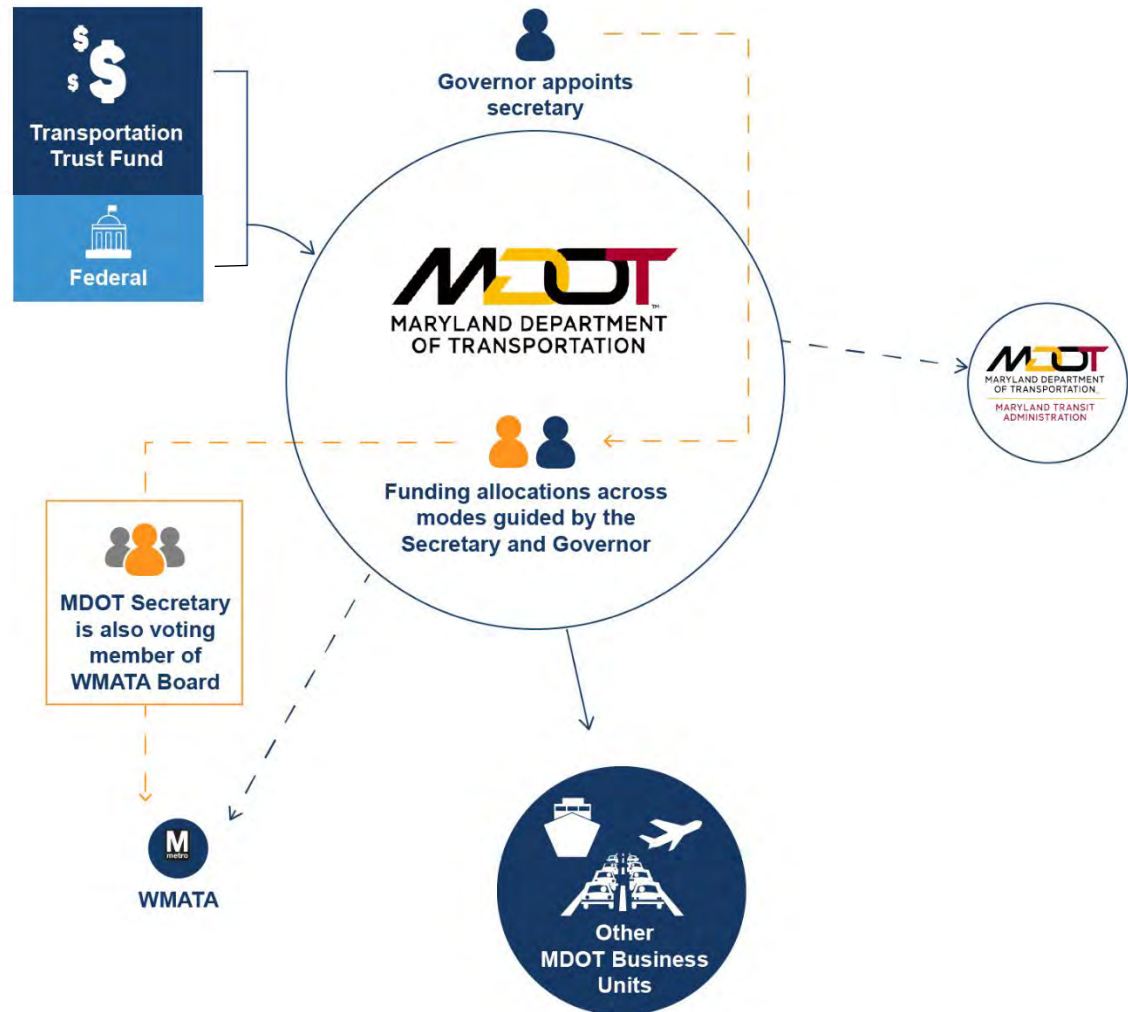 $
$
$
Transportation
Trust Fund
Federal
Governor appoints
secretary
MDOT™
MARYLAND DEPARTMENT
OF TRANSPORTATION
Funding allocations across
modes guided by the
Secretary and Governor
MDOT
MARYLAND DEPARTMENT
OF TRANSPORTATION
MARYLAND TRANSIT
ADMINISTRATION
MDOT Secretary
is also voting
member of
WMATA Board
M
metro
WMATA
Other
MDOT Business
Units